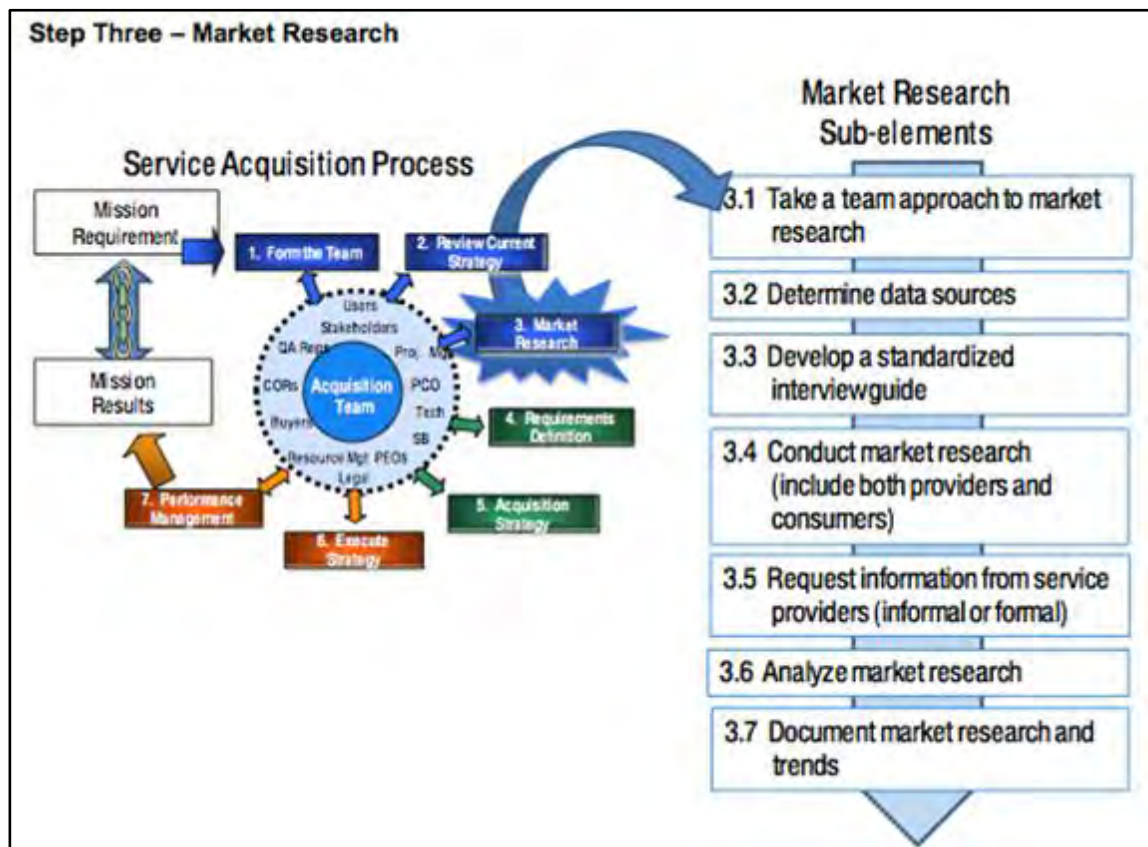 Step Three – Market Research
Market Research
Sub-elements
Service Acquisition Process
Mission
Requirement
1. Form the Team
2. Review Current
Strategy
3. Market
Research
Users
Stakeholders
QA Reps
Proj. Mgr
CORs
Acquisition
Team
PCO
Tech
Buyers
SB
Resource Mgt PEOs
Legal
Mission
Results
4. Requirements
Definition
5. Acquisition
Strategy
6. Execute
Strategy
7. Performance
Management
3.1 Take a team approach to market
research
3.2 Determine data sources
3.3 Develop a standardized
interview guide
3.4 Conduct market research
(include both providers and
consumers)
3.5 Request information from service
providers (informal or formal)
3.6 Analyze market research
3.7 Document market research and
trends